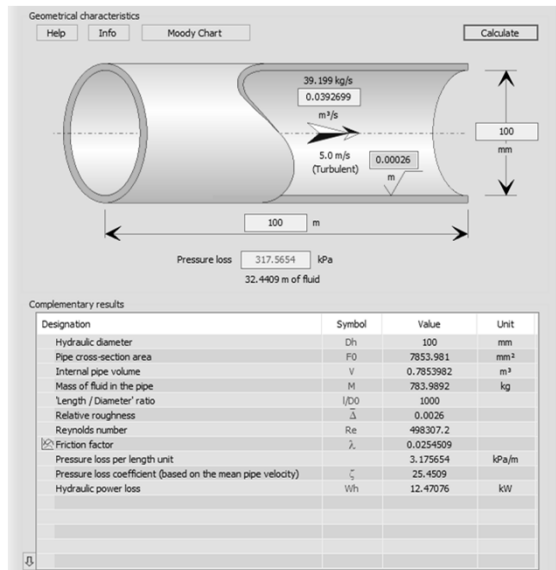 Geometrical characteristics
Help Info Moody Chart Calculate
39.199 kg/s
0.0392699
m³/s
5.0 m/s
(Turbulent)
0.00026
m
100
mm
100 m
Pressure loss 317.5654 kPa
32.4409 m of fluid
Complementary results
Designation Symbol Value Unit
Hydraulic diameter Dh 100 mm
Pipe cross-section area F0 7853.981 mm²
Internal pipe volume V 0.7853982 m³
Mass of fluid in the pipe M 783.9892 kg
'Length / Diameter' ratio l/D0 1000
Relative roughness Δ̅ 0.0026
Reynolds number Re 498307.2
Friction factor λ 0.0254509
Pressure loss per length unit 3.175654 kPa/m
Pressure loss coefficient (based on the mean pipe velocity) ζ 25.4509
Hydraulic power loss Wh 12.47076 kW